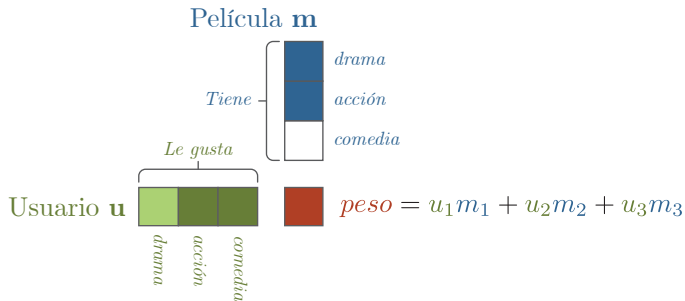 Película m
drama
Tiene
acción
comedia
Le gusta
Usuario u
peso = u₁m₁ + u₂m₂ + u₃m₃
drama
acción
comedia